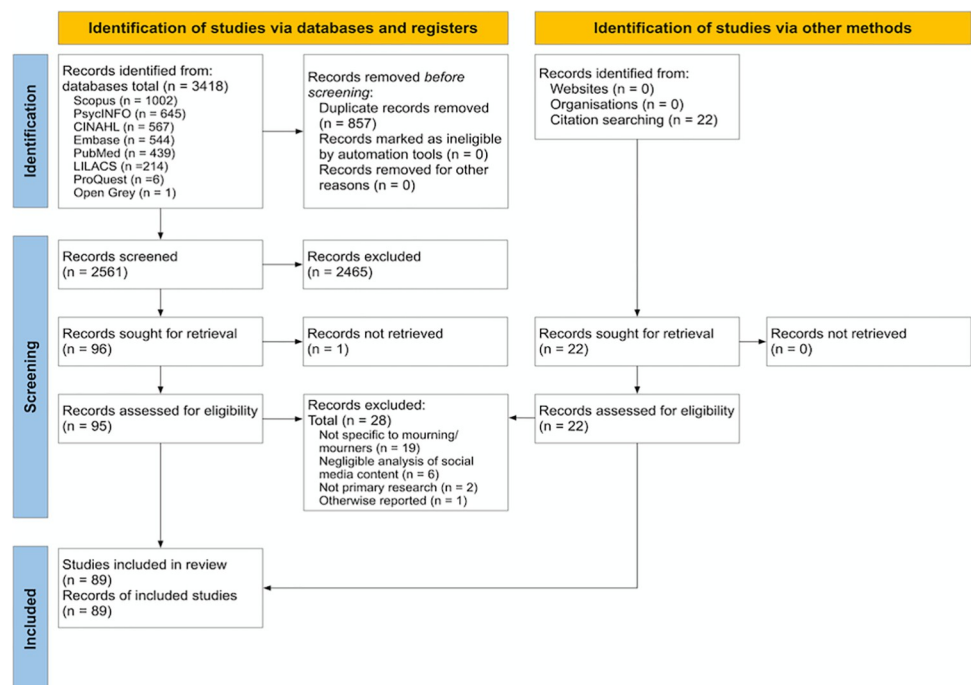 Identification of studies via databases and registers
Identification of studies via other methods
Identification
Records identified from:
databases total (n = 3418)
Scopus (n = 1002)
PsycINFO (n = 645)
CINAHL (n = 567)
Embase (n = 544)
PubMed (n = 439)
LILACS (n =214)
ProQuest (n =6)
Open Grey (n = 1)
Records removed before
screening:
Duplicate records removed
(n = 857)
Records marked as ineligible
by automation tools (n = 0)
Records removed for other
reasons (n = 0)
Records identified from:
Websites (n = 0)
Organisations (n = 0)
Citation searching (n = 22)
Screening
Records screened
(n = 2561)
Records excluded
(n = 2465)
Records sought for retrieval
(n = 96)
Records not retrieved
(n = 1)
Records sought for retrieval
(n = 22)
Records not retrieved
(n = 0)
Records assessed for eligibility
(n = 95)
Records excluded:
Total (n = 28)
Not specific to mourning/
mourners (n = 19)
Negligible analysis of social
media content (n = 6)
Not primary research (n = 2)
Otherwise reported (n = 1)
Records assessed for eligibility
(n = 22)
Included
Studies included in review
(n = 89)
Records of included studies
(n = 89)